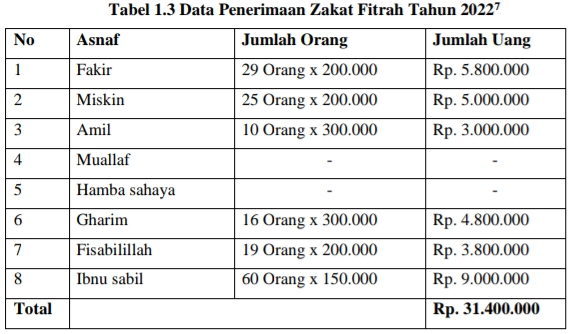 Tabel 1.3 Data Penerimaan Zakat Fitrah Tahun 2022⁷
No Asnaf Jumlah Orang Jumlah Uang
1 Fakir 29 Orang x 200.000 Rp. 5.800.000
2 Miskin 25 Orang x 200.000 Rp. 5.000.000
3 Amil 10 Orang x 300.000 Rp. 3.000.000
4 Muallaf - -
5 Hamba sahaya - -
6 Gharim 16 Orang x 300.000 Rp. 4.800.000
7 Fisabilillah 19 Orang x 200.000 Rp. 3.800.000
8 Ibnu sabil 60 Orang x 150.000 Rp. 9.000.000
Total Rp. 31.400.000